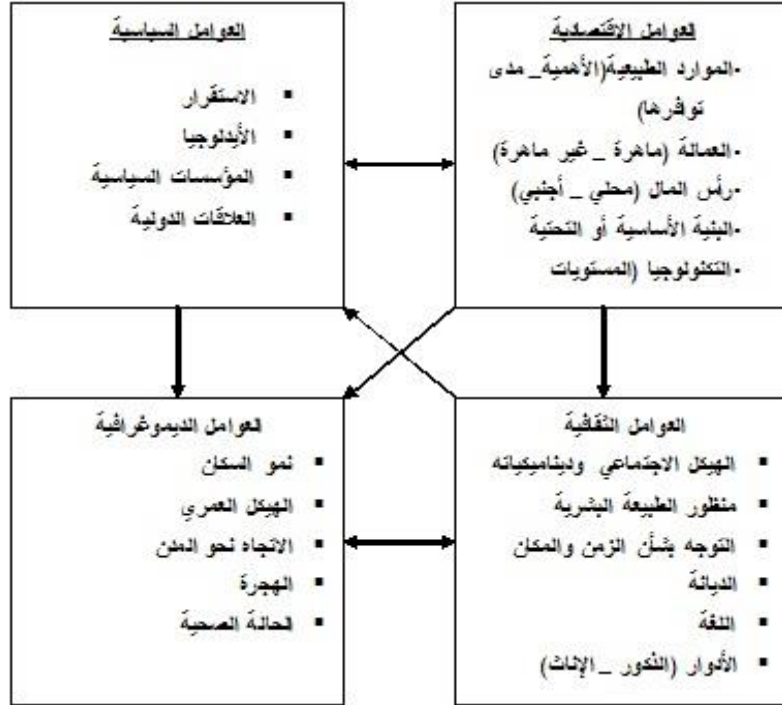 العوامل الاقتصادية
-الموارد الطبيعية(الأهمية_ مدى
توفرها)
-العمالة (ماهرة _ غير ماهرة)
-رأس المال (محلي _ أجنبي)
-البنية الأساسية أو التحتية
-التكنولوجيا (المستويات
العوامل السياسية
▪ الاستقرار
▪ الأيدلوجيا
▪ المؤسسات السياسية
▪ العلاقات الدولية
العوامل الثقافية
▪ الهيكل الاجتماعي وديناميكياته
▪ منظور الطبيعة البشرية
▪ التوجه بشأن الزمن والمكان
▪ الديانة
▪ اللغة
▪ الأدوار (الذكور _ الإناث)
العوامل الديموغرافية
▪ نمو السكان
▪ الهيكل العمري
▪ الاتجاه نحو المدن
▪ الهجرة
▪ الحالة الصحية